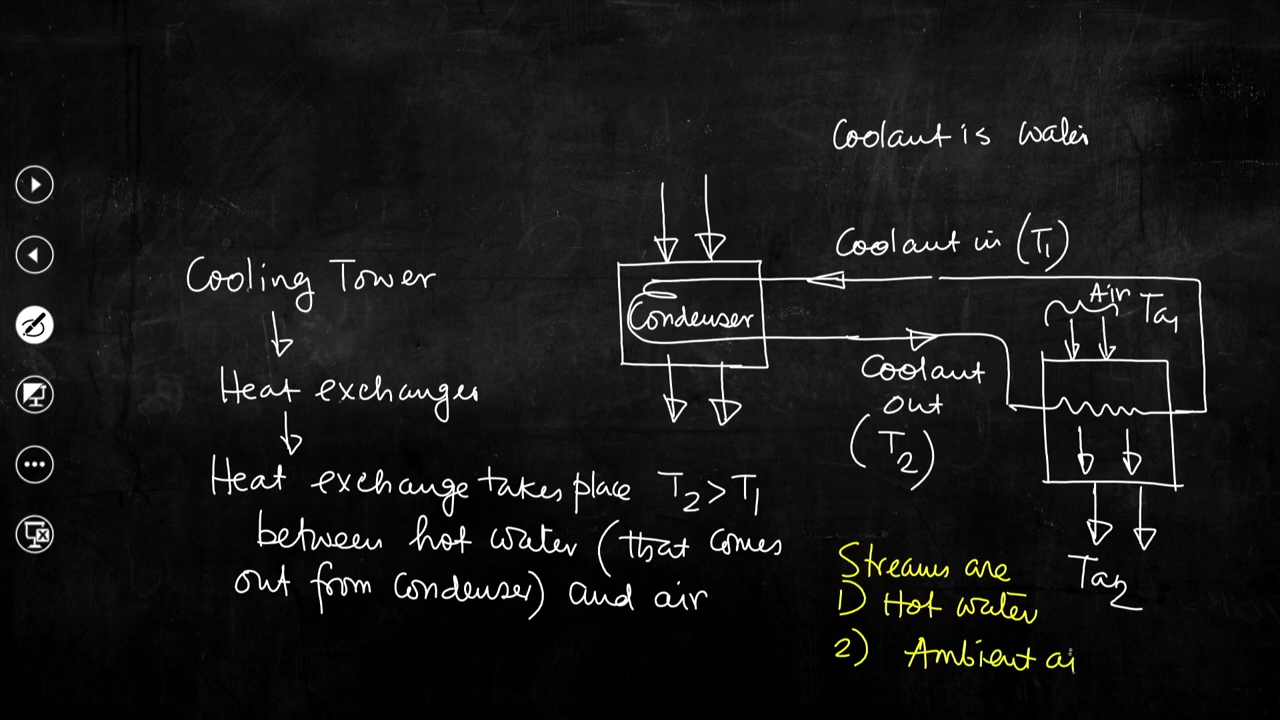 Coolant is water
Coolant in (T1)
Cooling Tower
Air Ta1
Condenser
Coolant
out
(T2)
Heat exchanger
Heat exchange takes place T2 > T1
between hot water (that comes
out from condenser) and air
Ta2
Streams are
1) Hot water
2) Ambient ai